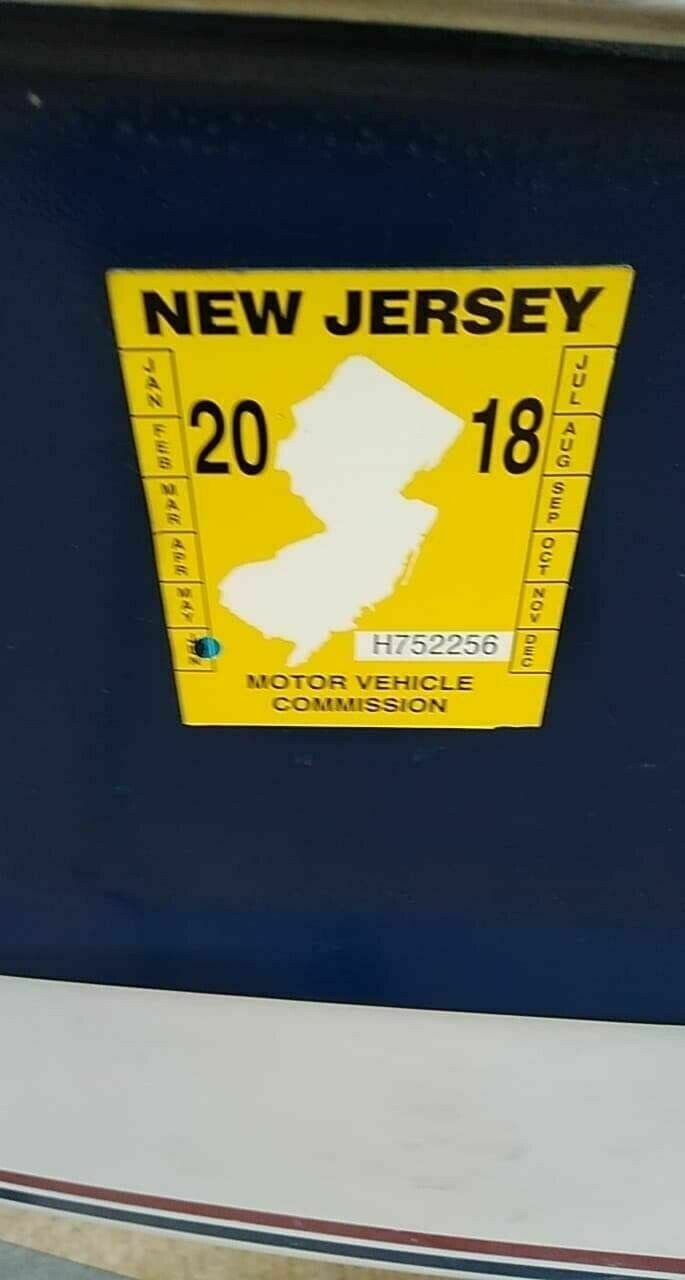 NEW JERSEY
JAN
FEB
MAR
APR
MAY
JUN
20 18
JUL
AUG
SEP
OCT
NOV
DEC
H752256
MOTOR VEHICLE
COMMISSION